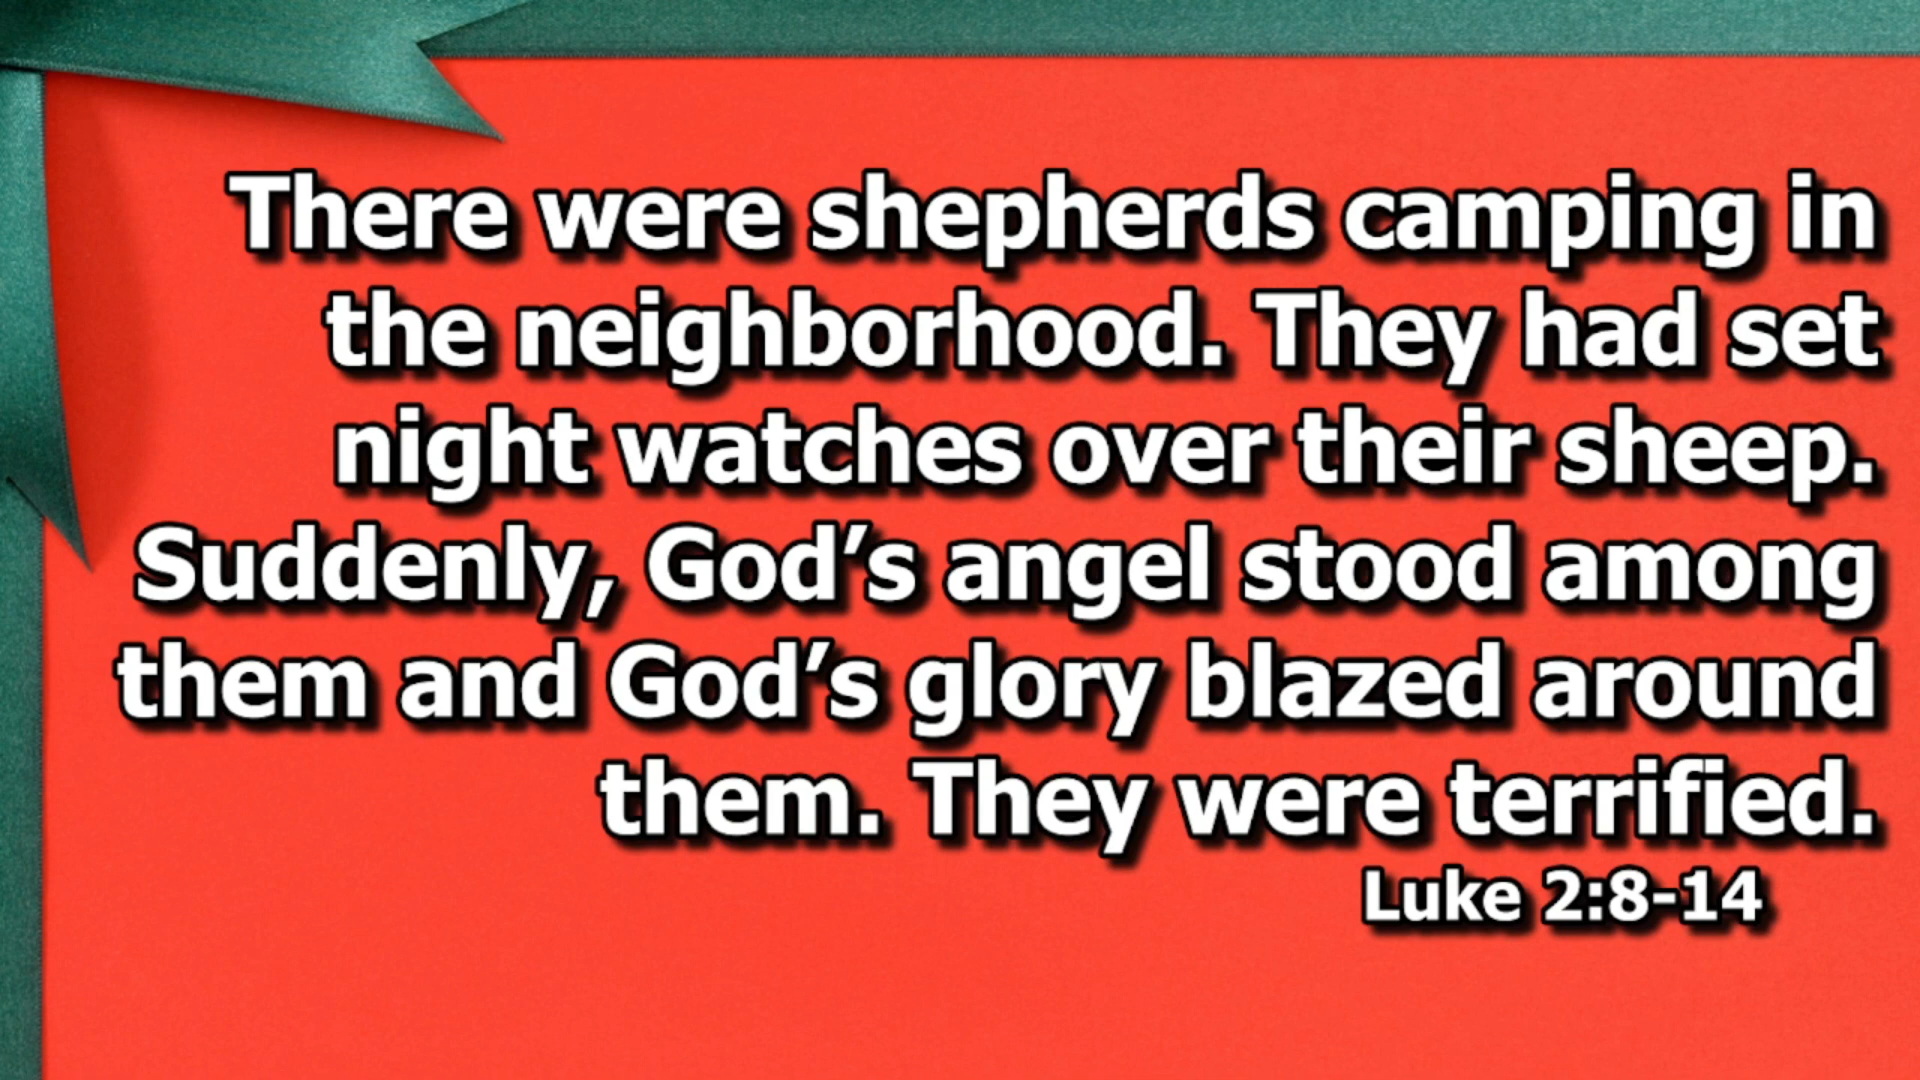 There were shepherds camping in
the neighborhood. They had set
night watches over their sheep.
Suddenly, God’s angel stood among
them and God’s glory blazed around
them. They were terrified.
Luke 2:8-14